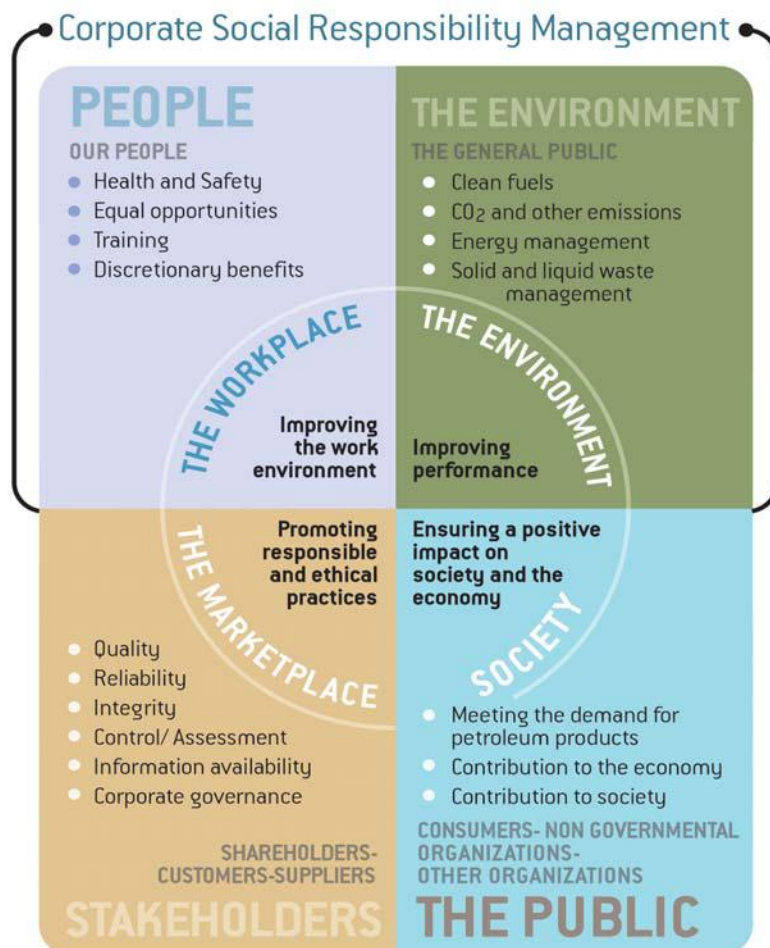 Corporate Social Responsibility Management
PEOPLE
OUR PEOPLE
Health and Safety
Equal opportunities
Training
Discretionary benefits
THE WORKPLACE
Improving
the work
environment
THE ENVIRONMENT
THE GENERAL PUBLIC
Clean fuels
CO2 and other emissions
Energy management
Solid and liquid waste
management
THE ENVIRONMENT
Improving
performance
Promoting
responsible
and ethical
practices
THE MARKETPLACE
Quality
Reliability
Integrity
Control/ Assessment
Information availability
Corporate governance
SHAREHOLDERS-
CUSTOMERS-SUPPLIERS
STAKEHOLDERS
Ensuring a positive
impact on
society and the
economy
SOCIETY
Meeting the demand for
petroleum products
Contribution to the economy
Contribution to society
CONSUMERS- NON GOVERNMENTAL
ORGANIZATIONS-
OTHER ORGANIZATIONS
THE PUBLIC